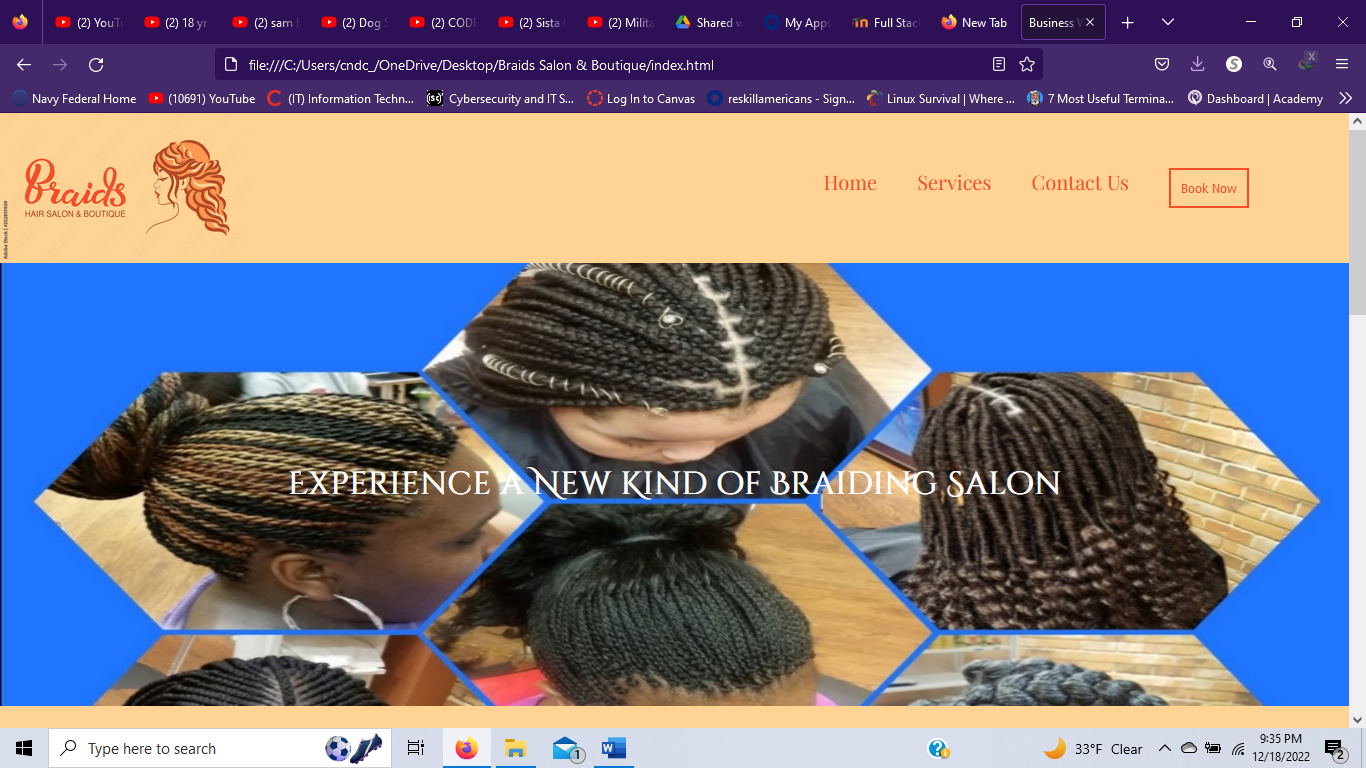 (2) YouT
(2) 18 yr
(2) sam b
(2) Dog S
(2) CODE
(2) Sista
(2) Milita
Shared w
My Apps
Full Stac
New Tab
Business W
file:///C:/Users/cndc_/OneDrive/Desktop/Braids Salon & Boutique/index.html
Navy Federal Home
(10691) YouTube
(IT) Information Techn...
Cybersecurity and IT S...
Log In to Canvas
reskillamericans - Sign...
Linux Survival | Where ...
7 Most Useful Termina...
Dashboard | Academy
Braids
HAIR SALON & BOUTIQUE
Home
Services
Contact Us
Book Now
Experience a New Kind of Braiding Salon
Type here to search
1
33°F Clear
9:35 PM
12/18/2022
2